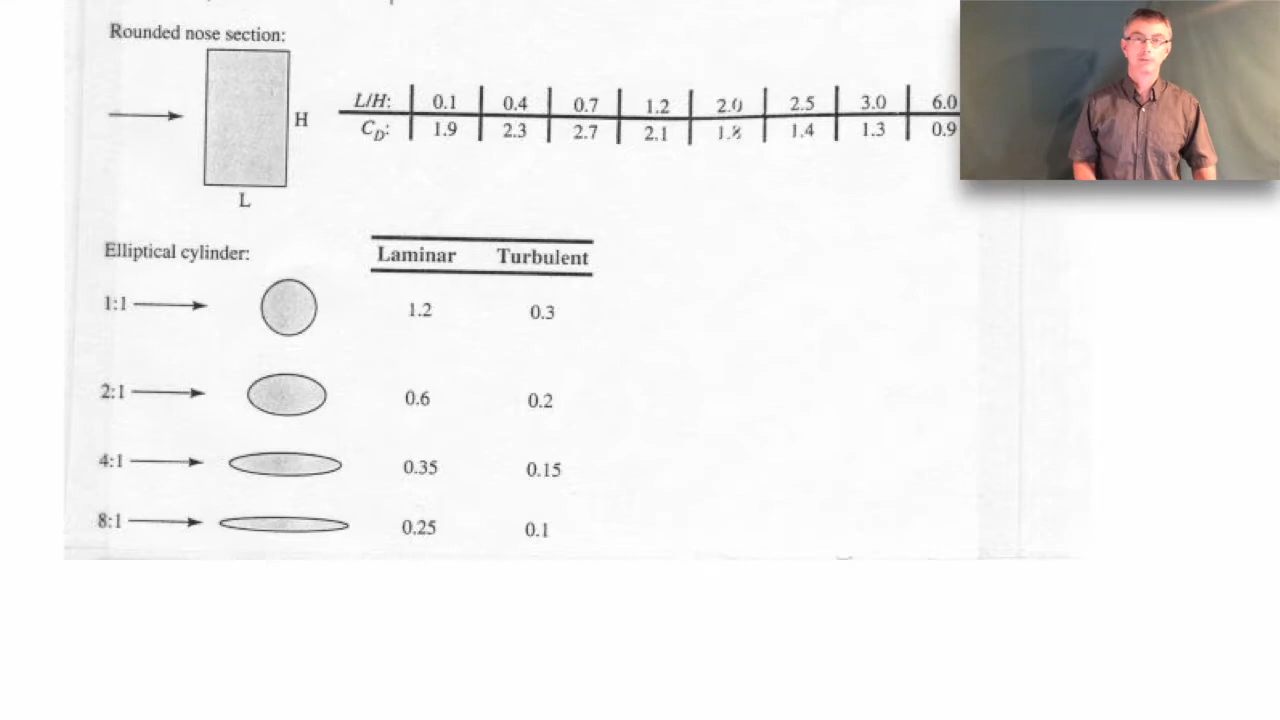 Rounded nose section:
L/H: 0.1 0.4 0.7 1.2 2.0 2.5 3.0 6.0
H
C_D: 1.9 2.3 2.7 2.1 1.8 1.4 1.3 0.9
L
Elliptical cylinder:
Laminar Turbulent
1:1 1.2 0.3
2:1 0.6 0.2
4:1 0.35 0.15
8:1 0.25 0.1